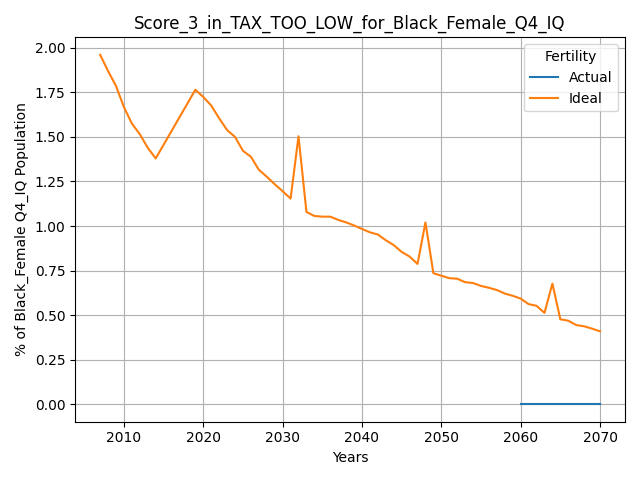 Score_3_in_TAX_TOO_LOW_for_Black_Female_Q4_IQ
% of Black_Female Q4_IQ Population
2.00
1.75
1.50
1.25
1.00
0.75
0.50
0.25
0.00
Fertility
Actual
Ideal
2010 2020 2030 2040 2050 2060 2070
Years